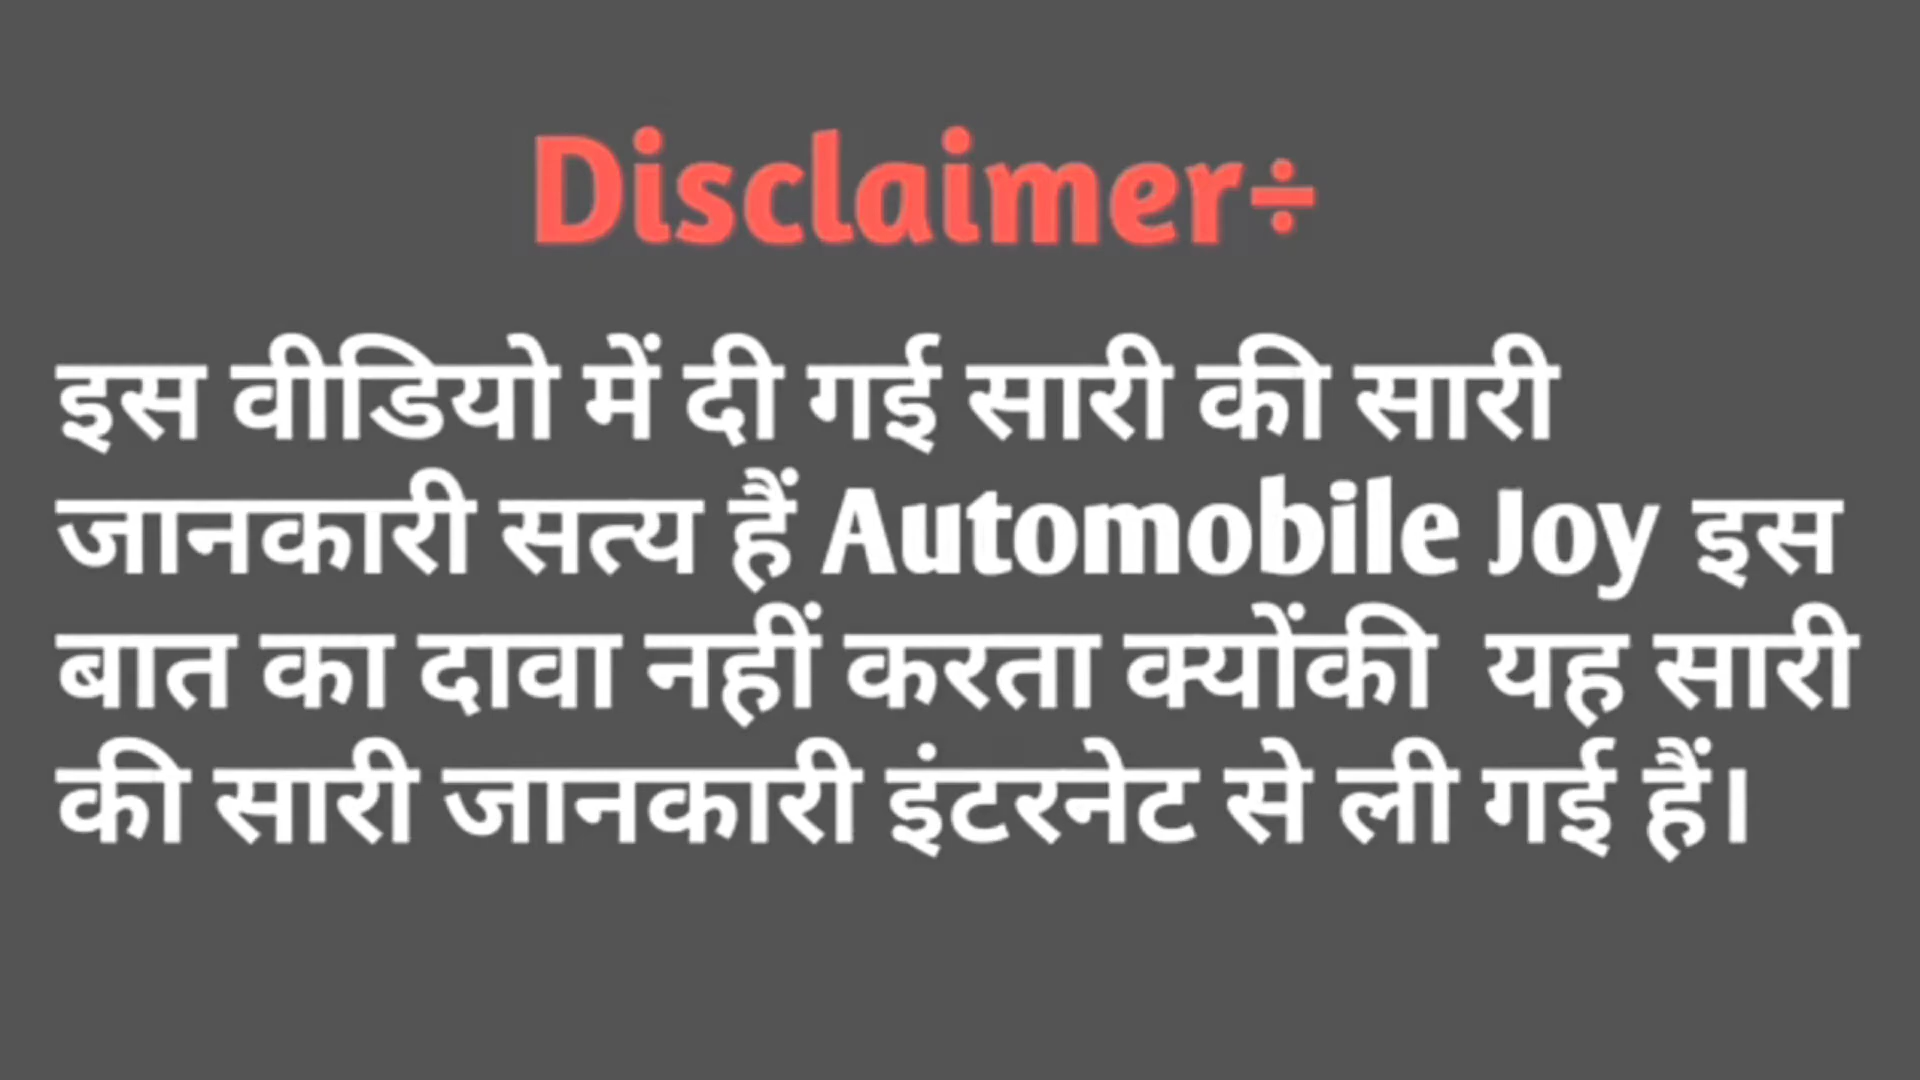 Disclaimer÷
इस वीडियो में दी गई सारी की सारी
जानकारी सत्य हैं Automobile Joy इस
बात का दावा नहीं करता क्योंकी यह सारी
की सारी जानकारी इंटरनेट से ली गई हैं।